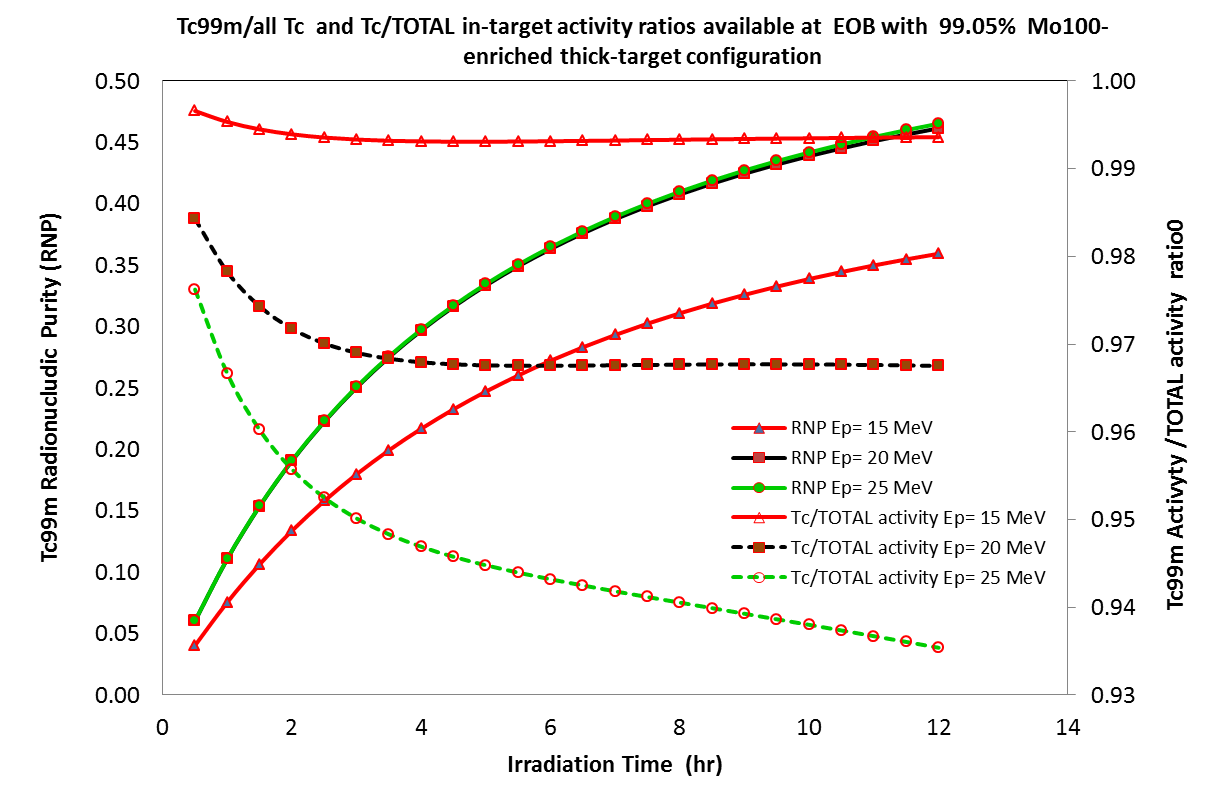 Tc99m/all Tc and Tc/TOTAL in-target activity ratios available at EOB with 99.05% Mo100-
enriched thick-target configuration
Tc99m Radionucludic Purity (RNP)
0.50
0.45
0.40
0.35
0.30
0.25
0.20
0.15
0.10
0.05
0.00
1.00
0.99
0.98
0.97
0.96
0.95
0.94
0.93
Tc99m Activyty /TOTAL activity ratio0
RNP Ep= 15 MeV
RNP Ep= 20 MeV
RNP Ep= 25 MeV
Tc/TOTAL activity Ep= 15 MeV
Tc/TOTAL activity Ep= 20 MeV
Tc/TOTAL activity Ep= 25 MeV
0 2 4 6 8 10 12 14
Irradiation Time (hr)